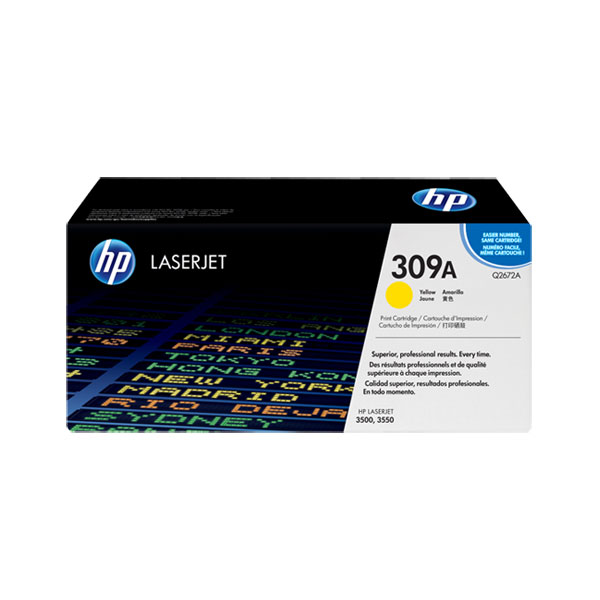 hp
hp
LASERJET
EASIER NUMBER,
SAME CARTRIDGE!
NUMÉRO FACILE,
MÊME CARTOUCHE !
309A
Q2672A
Yellow Amarillo
Jaune 黄色
Print Cartridge / Cartouche d'Impression /
Cartucho de Impresión / 打印硒鼓
Superior, professional results. Every time.
Des résultats professionnels et de qualité
supérieure à chaque impression.
Calidad superior, resultados profesionales.
En todo momento.
HP LASERJET
3500, 3550
LONDON
MIAMI
PARIS
HONG KONG
NEW YORK
MADRID
RIO DEJA
SYDNEY